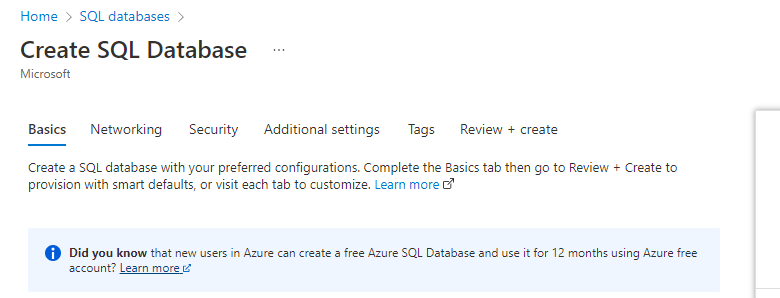 Home > SQL databases >
Create SQL Database ...
Microsoft
Basics Networking Security Additional settings Tags Review + create
Create a SQL database with your preferred configurations. Complete the Basics tab then go to Review + Create to
provision with smart defaults, or visit each tab to customize. Learn more
Did you know that new users in Azure can create a free Azure SQL Database and use it for 12 months using Azure free
account? Learn more